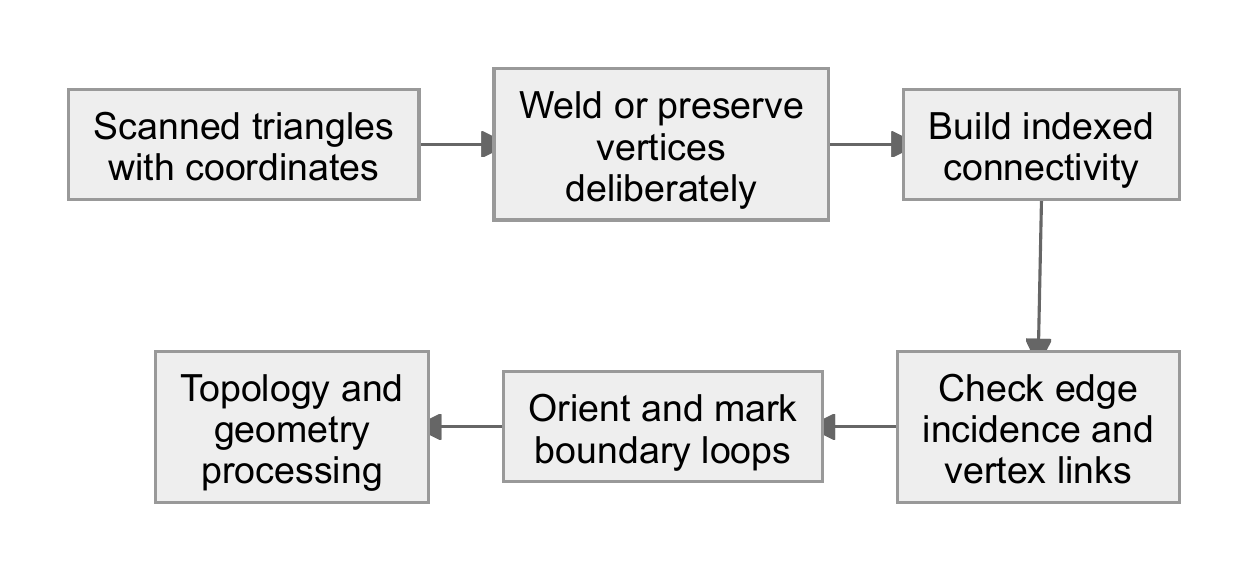 Scanned triangles
with coordinates
Weld or preserve
vertices
deliberately
Build indexed
connectivity
Check edge
incidence and
vertex links
Orient and mark
boundary loops
Topology and
geometry
processing